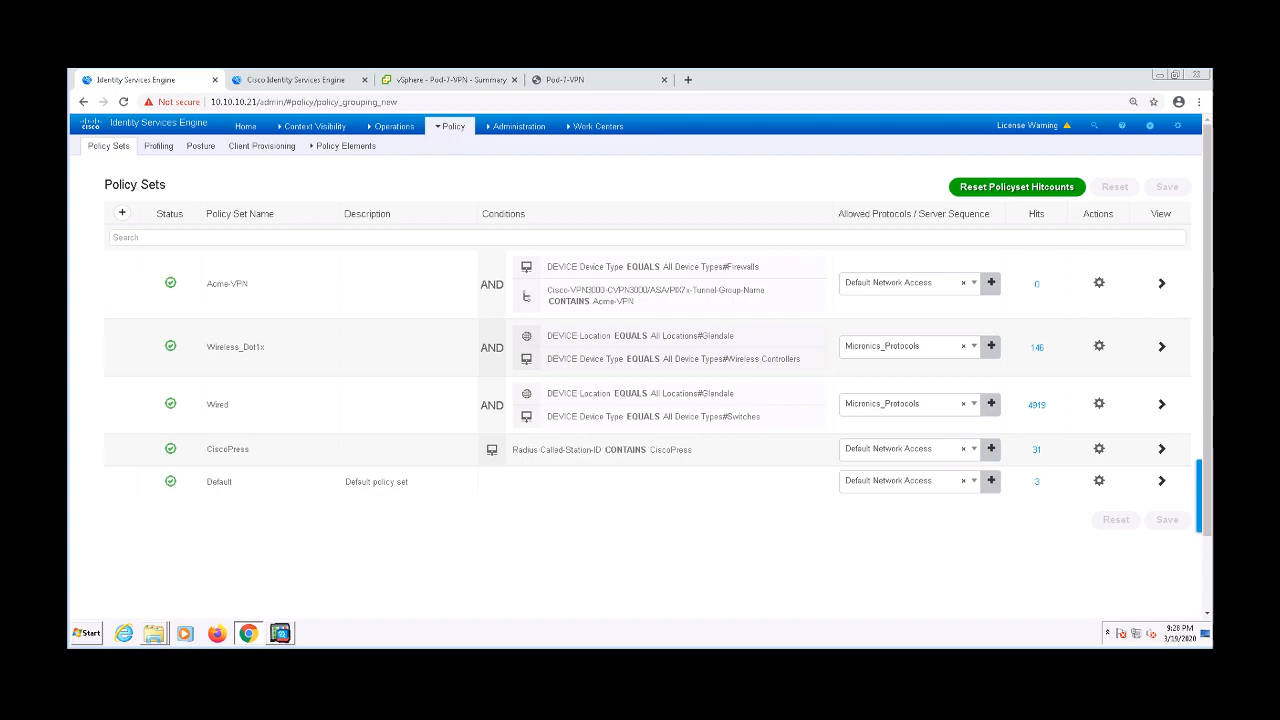 Identity Services Engine
Cisco Identity Services Engine
vSphere - Pod-7-VPN - Summary
Pod-7-VPN
Not secure
10.10.10.21/admin/#policy/policy_grouping_new
cisco
Identity Services Engine
Home
Context Visibility
Operations
Policy
Administration
Work Centers
License Warning
Policy Sets
Profiling
Posture
Client Provisioning
Policy Elements
Policy Sets
Reset Policyset Hitcounts
Reset
Save
Status
Policy Set Name
Description
Conditions
Allowed Protocols / Server Sequence
Hits
Actions
View
Search
Acme-VPN
AND
DEVICE·Device Type EQUALS All Device Types#Firewalls
Cisco-VPN3000·CVPN3000/ASA/PIX7x-Tunnel-Group-Name
CONTAINS Acme-VPN
Default Network Access
0
Wireless_Dot1x
AND
DEVICE·Location EQUALS All Locations#Glendale
DEVICE·Device Type EQUALS All Device Types#Wireless Controllers
Micronics_Protocols
146
Wired
AND
DEVICE·Location EQUALS All Locations#Glendale
DEVICE·Device Type EQUALS All Device Types#Switches
Micronics_Protocols
4919
CiscoPress
Radius·Called-Station-ID CONTAINS CiscoPress
Default Network Access
31
Default
Default policy set
Default Network Access
3
Reset
Save
Start
9:28 PM
3/19/2020